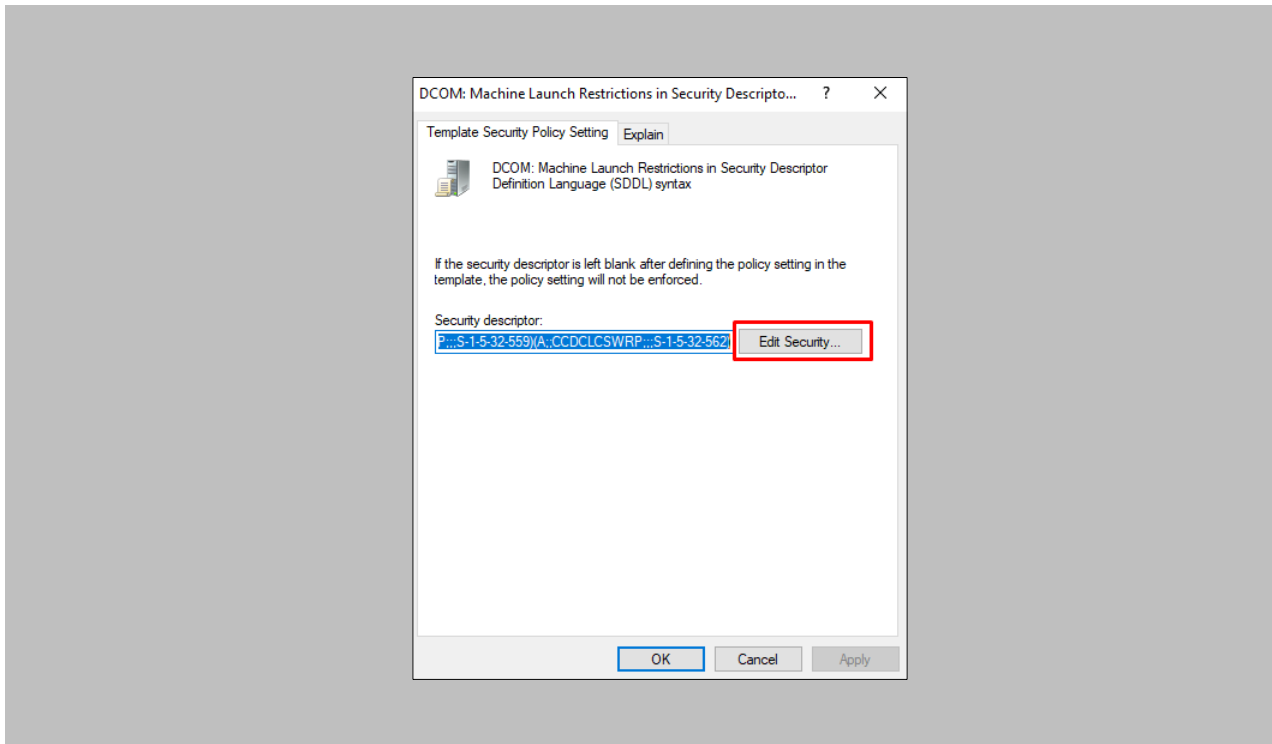 DCOM: Machine Launch Restrictions in Security Descripto... ?
Template Security Policy Setting Explain
DCOM: Machine Launch Restrictions in Security Descriptor
Definition Language (SDDL) syntax
If the security descriptor is left blank after defining the policy setting in the
template, the policy setting will not be enforced.
Security descriptor:
P;;;S-1-5-32-559)(A;;CCDCLCSWRP;;;S-1-5-32-562) Edit Security...
OK Cancel Apply